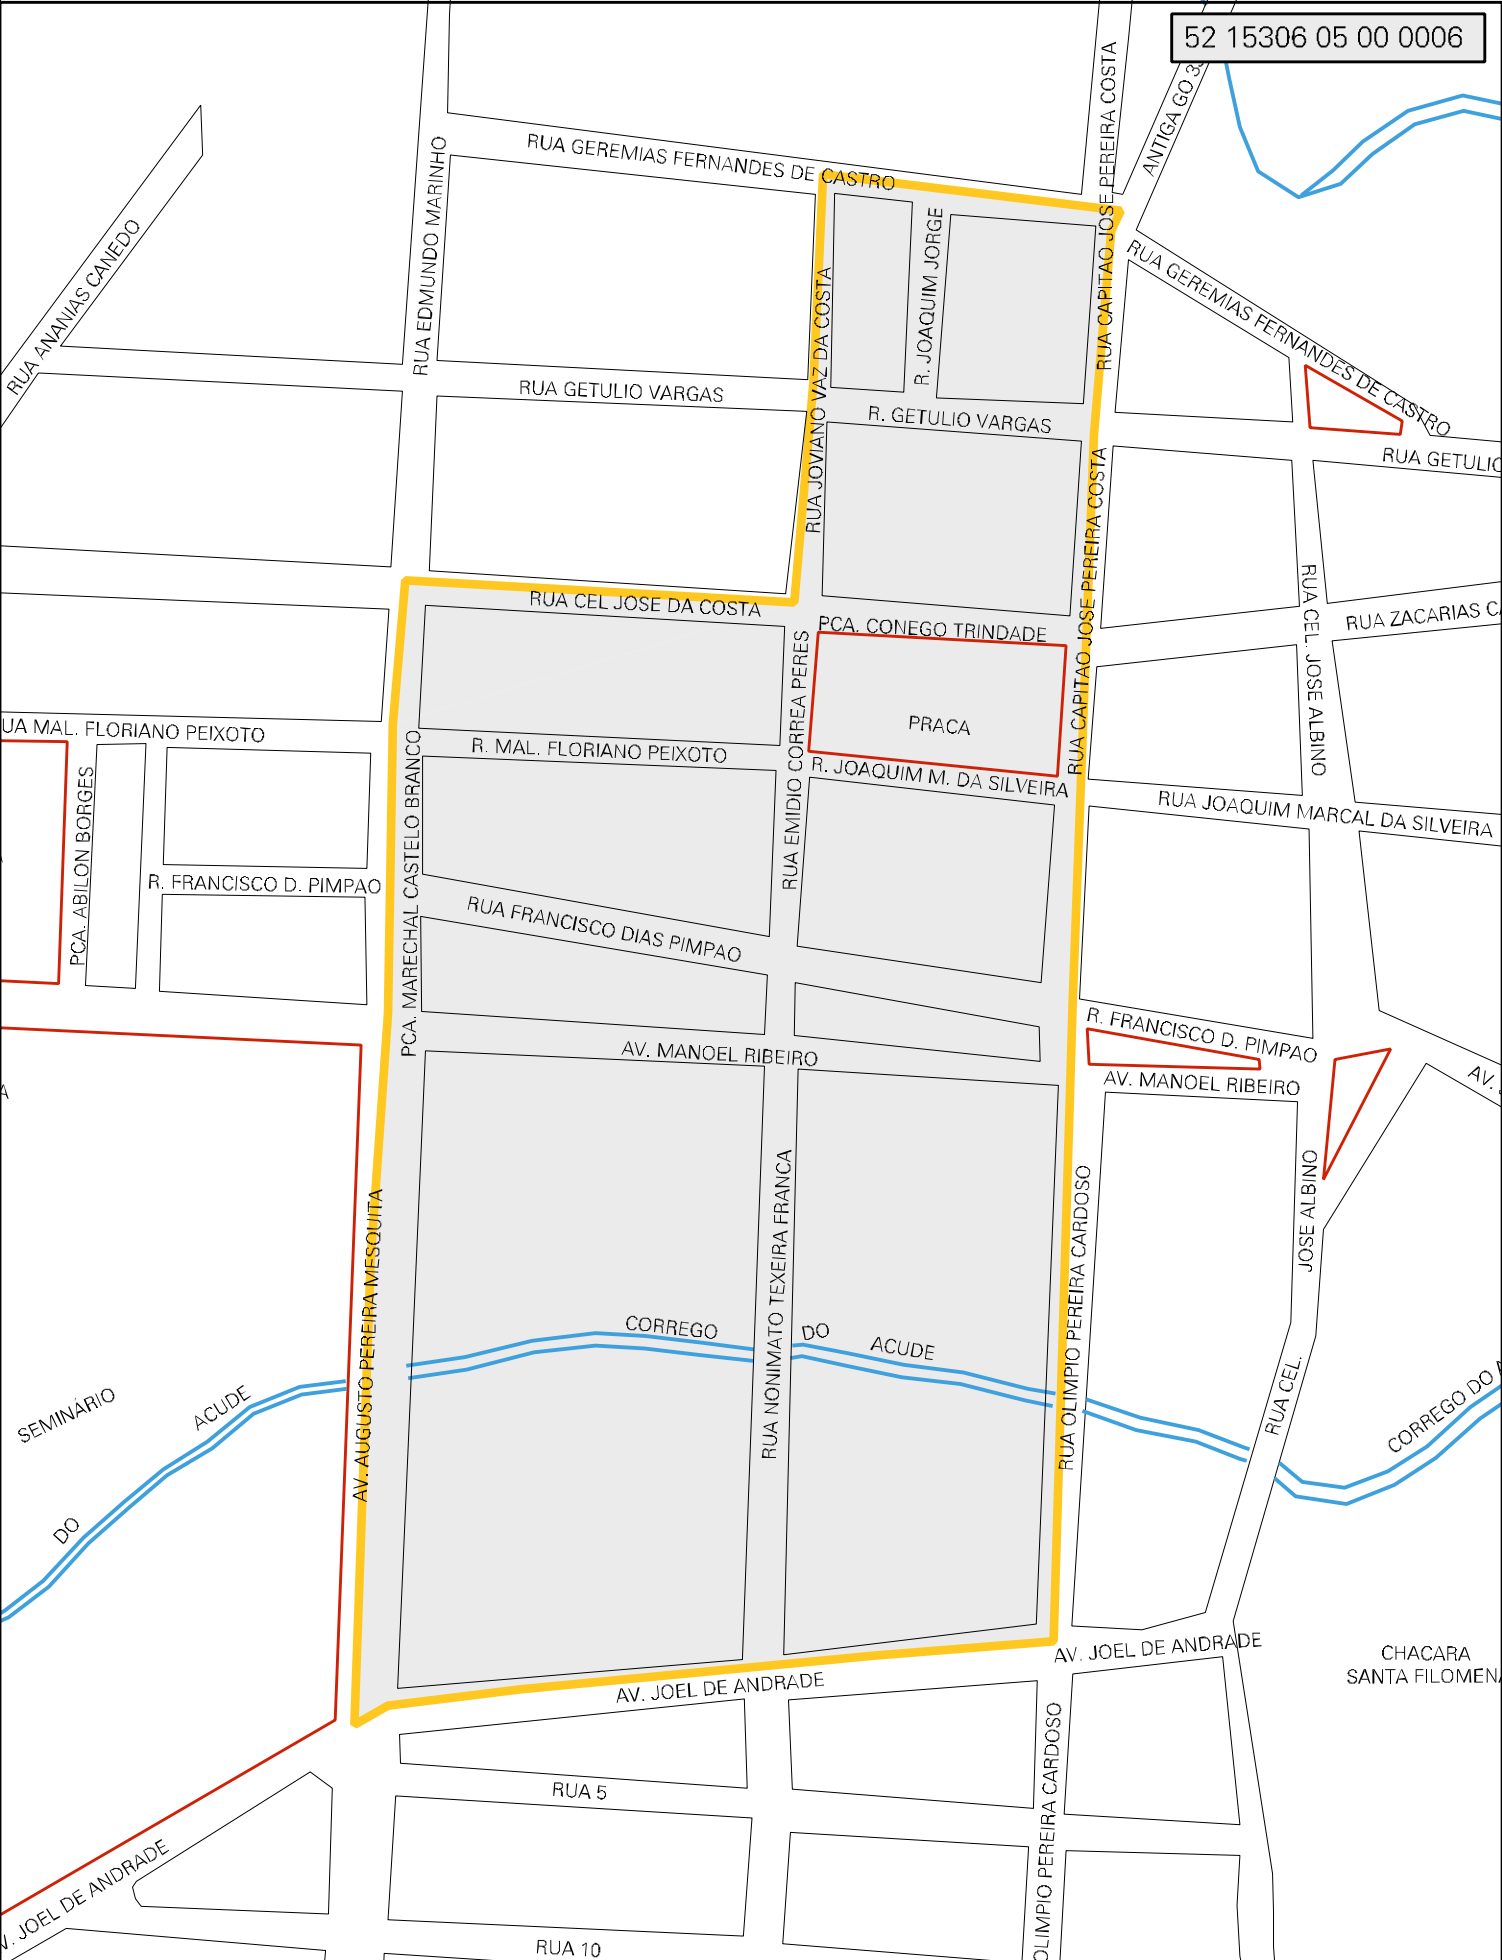 52 15306 05 00 0006
ANTIGA GO 3
RUA CAPITAO JOSE PEREIRA COSTA
RUA GEREMIAS FERNANDES DE CASTRO
RUA EDMUNDO MARINHO
RUA ANANIAS CANEDO
R. JOAQUIM JORGE
RUA JOVIANO VAZ DA COSTA
RUA GEREMIAS FERNANDES DE CASTRO
RUA GETULIO VARGAS
R. GETULIO VARGAS
RUA GETULIO
RUA CAPITAO JOSE PEREIRA COSTA
RUA CEL JOSE DA COSTA
PCA. CONEGO TRINDADE
RUA CEL. JOSE ALBINO
RUA ZACARIAS C
RUA EMIDIO CORREA PERES
PRACA
UA MAL. FLORIANO PEIXOTO
R. MAL. FLORIANO PEIXOTO
R. JOAQUIM M. DA SILVEIRA
RUA JOAQUIM MARCAL DA SILVEIRA
PCA. MARECHAL CASTELO BRANCO
PCA. ABILON BORGES
R. FRANCISCO D. PIMPAO
RUA FRANCISCO DIAS PIMPAO
R. FRANCISCO D. PIMPAO
AV. MANOEL RIBEIRO
AV. MANOEL RIBEIRO
AV.
A
JOSE ALBINO
RUA NONIMATO TEXEIRA FRANCA
RUA OLIMPIO PEREIRA CARDOSO
AV. AUGUSTO PEREIRA MESQUITA
CORREGO
DO
ACUDE
RUA CEL.
CORREGO DO A
SEMINÁRIO
ACUDE
DO
AV. JOEL DE ANDRADE
AV. JOEL DE ANDRADE
CHACARA
SANTA FILOMENA
OLIMPIO PEREIRA CARDOSO
RUA 5
V. JOEL DE ANDRADE
RUA 10